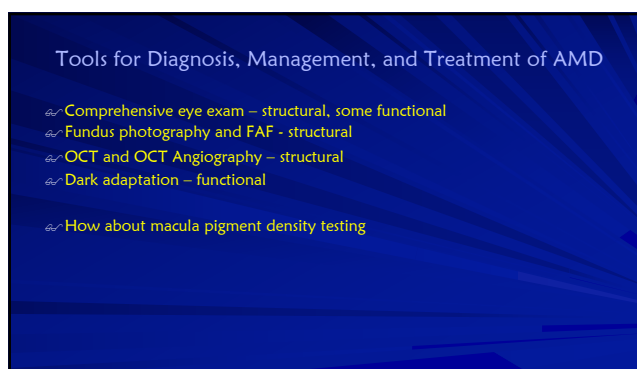 Tools for Diagnosis, Management, and Treatment of AMD
Comprehensive eye exam – structural, some functional
Fundus photography and FAF - structural
OCT and OCT Angiography – structural
Dark adaptation – functional
How about macula pigment density testing